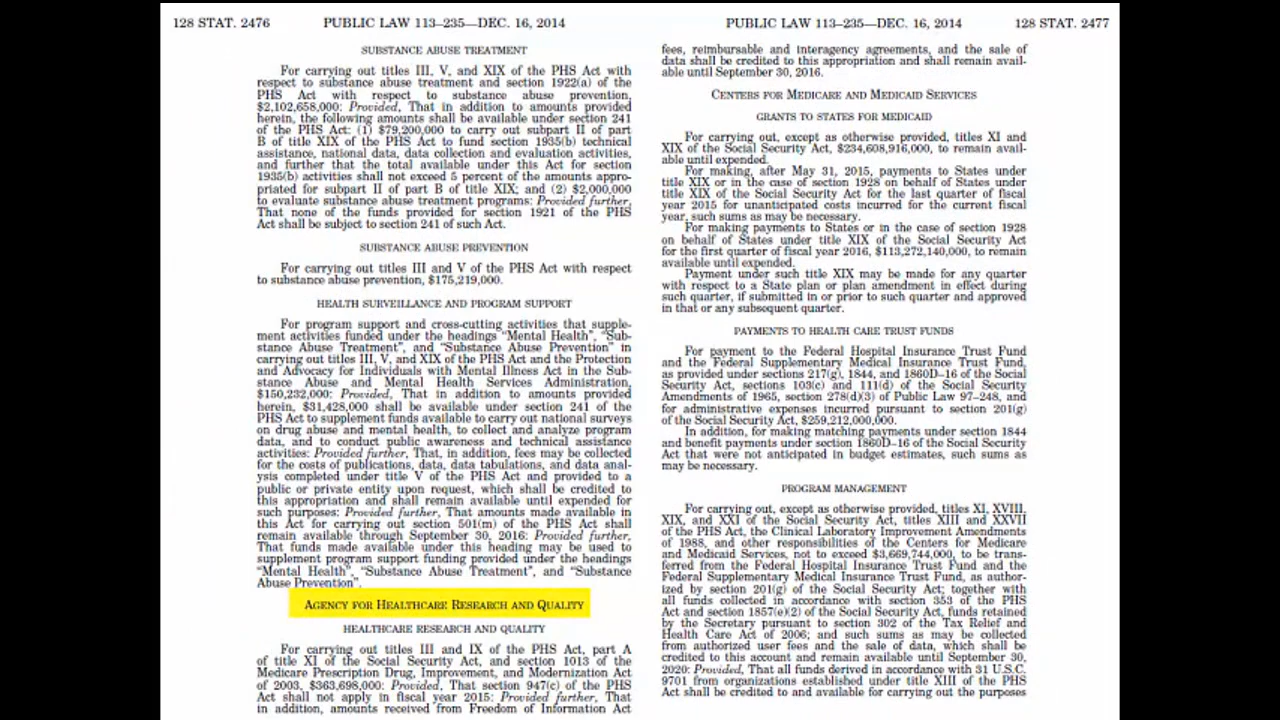 128 STAT. 2476 PUBLIC LAW 113–235—DEC. 16, 2014
SUBSTANCE ABUSE TREATMENT
For carrying out titles III, V, and XIX of the PHS Act with
respect to substance abuse treatment and section 1922(a) of the
PHS Act with respect to substance abuse prevention,
$2,102,658,000: Provided, That in addition to amounts provided
herein, the following amounts shall be available under section 241
of the PHS Act: (1) $79,200,000 to carry out subpart II of part
B of title XIX of the PHS Act to fund section 1935(b) technical
assistance, national data, data collection and evaluation activities,
and further that the total available under this Act for section
1935(b) activities shall not exceed 5 percent of the amounts appro-
priated for subpart II of part B of title XIX; and (2) $2,000,000
to evaluate substance abuse treatment programs: Provided further,
That none of the funds provided for section 1921 of the PHS
Act shall be subject to section 241 of such Act.
SUBSTANCE ABUSE PREVENTION
For carrying out titles III and V of the PHS Act with respect
to substance abuse prevention, $175,219,000.
HEALTH SURVEILLANCE AND PROGRAM SUPPORT
For program support and cross-cutting activities that supple-
ment activities funded under the headings “Mental Health”, “Sub-
stance Abuse Treatment”, and “Substance Abuse Prevention” in
carrying out titles III, V, and XIX of the PHS Act and the Protection
and Advocacy for Individuals with Mental Illness Act in the Sub-
stance Abuse and Mental Health Services Administration,
$150,232,000: Provided, That in addition to amounts provided
herein, $31,428,000 shall be available under section 241 of the
PHS Act to supplement funds available to carry out national surveys
on drug abuse and mental health, to collect and analyze program
data, and to conduct public awareness and technical assistance
activities: Provided further, That, in addition, fees may be collected
for the costs of publications, data, data tabulations, and data anal-
ysis completed under title V of the PHS Act and provided to a
public or private entity upon request, which shall be credited to
this appropriation and shall remain available until expended for
such purposes: Provided further, That amounts made available in
this Act for carrying out section 501(m) of the PHS Act shall
remain available through September 30, 2016: Provided further,
That funds made available under this heading may be used to
supplement program support funding provided under the headings
“Mental Health”, “Substance Abuse Treatment”, and “Substance
Abuse Prevention”.
AGENCY FOR HEALTHCARE RESEARCH AND QUALITY
HEALTHCARE RESEARCH AND QUALITY
For carrying out titles III and IX of the PHS Act, part A
of title XI of the Social Security Act, and section 1013 of the
Medicare Prescription Drug, Improvement, and Modernization Act
of 2003, $363,698,000: Provided, That section 947(c) of the PHS
Act shall not apply in fiscal year 2015: Provided further, That
in addition, amounts received from Freedom of Information Act
PUBLIC LAW 113–235—DEC. 16, 2014 128 STAT. 2477
fees, reimbursable and interagency agreements, and the sale of
data shall be credited to this appropriation and shall remain avail-
able until September 30, 2016.
CENTERS FOR MEDICARE AND MEDICAID SERVICES
GRANTS TO STATES FOR MEDICAID
For carrying out, except as otherwise provided, titles XI and
XIX of the Social Security Act, $234,608,916,000, to remain avail-
able until expended.
For making, after May 31, 2015, payments to States under
title XIX or in the case of section 1928 on behalf of States under
title XIX of the Social Security Act for the last quarter of fiscal
year 2015 for unanticipated costs incurred for the current fiscal
year, such sums as may be necessary.
For making payments to States or in the case of section 1928
on behalf of States under title XIX of the Social Security Act
for the first quarter of fiscal year 2016, $113,272,140,000, to remain
available until expended.
Payment under such title XIX may be made for any quarter
with respect to a State plan or plan amendment in effect during
such quarter, if submitted in or prior to such quarter and approved
in that or any subsequent quarter.
PAYMENTS TO HEALTH CARE TRUST FUNDS
For payment to the Federal Hospital Insurance Trust Fund
and the Federal Supplementary Medical Insurance Trust Fund,
as provided under sections 217(g), 1844, and 1860D–16 of the Social
Security Act, sections 103(c) and 111(d) of the Social Security
Amendments of 1965, section 278(d)(3) of Public Law 97–248, and
for administrative expenses incurred pursuant to section 201(g)
of the Social Security Act, $259,212,000,000.
In addition, for making matching payments under section 1844
and benefit payments under section 1860D–16 of the Social Security
Act that were not anticipated in budget estimates, such sums as
may be necessary.
PROGRAM MANAGEMENT
For carrying out, except as otherwise provided, titles XI, XVIII,
XIX, and XXI of the Social Security Act, titles XIII and XXVII
of the PHS Act, the Clinical Laboratory Improvement Amendments
of 1988, and other responsibilities of the Centers for Medicare
and Medicaid Services, not to exceed $3,669,744,000, to be trans-
ferred from the Federal Hospital Insurance Trust Fund and the
Federal Supplementary Medical Insurance Trust Fund, as author-
ized by section 201(g) of the Social Security Act; together with
all funds collected in accordance with section 353 of the PHS
Act and section 1857(e)(2) of the Social Security Act, funds retained
by the Secretary pursuant to section 302 of the Tax Relief and
Health Care Act of 2006; and such sums as may be collected
from authorized user fees and the sale of data, which shall be
credited to this account and remain available until September 30,
2020: Provided, That all funds derived in accordance with 31 U.S.C.
9701 from organizations established under title XIII of the PHS
Act shall be credited to and available for carrying out the purposes